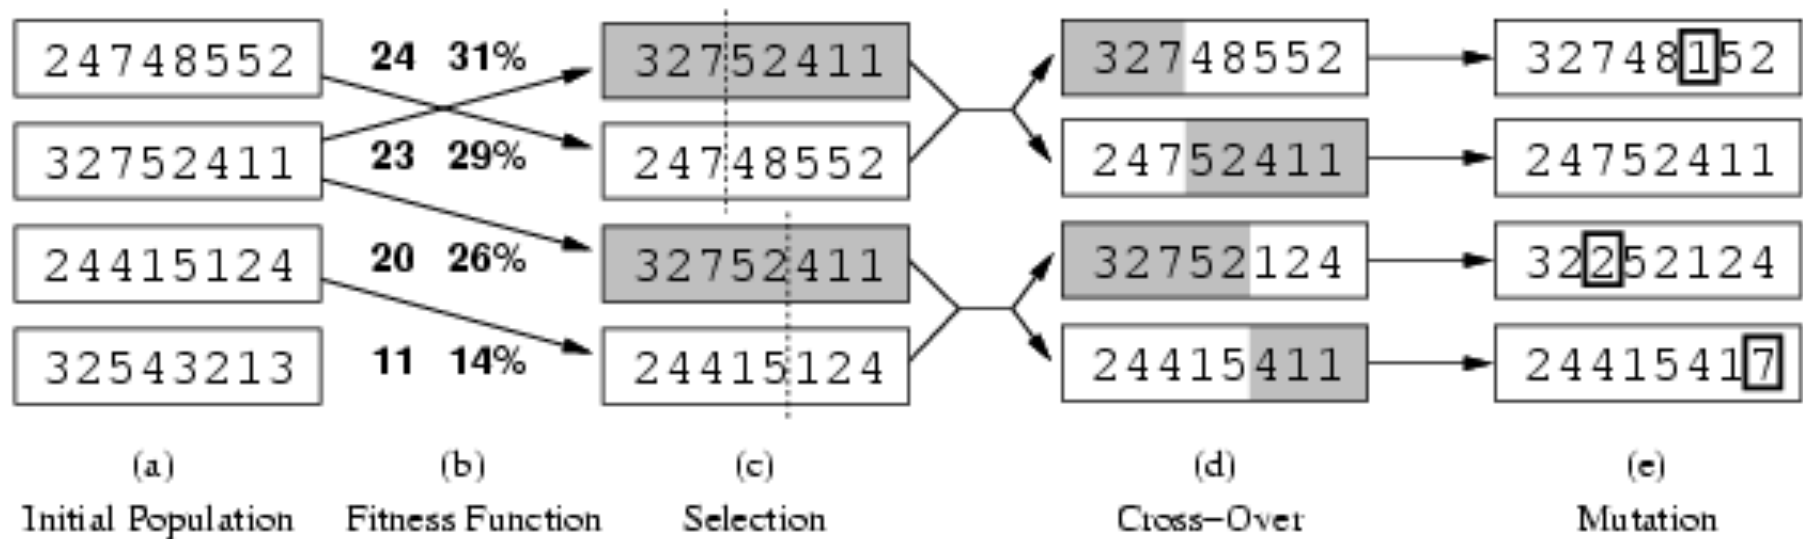 24748552 24 31% 32752411 32748552 32748152
32752411 23 29% 24748552 24752411 24752411
24415124 20 26% 32752411 32752124 32252124
32543213 11 14% 24415124 24415411 24415417
(a) (b) (c) (d) (e)
Initial Population Fitness Function Selection Cross–Over Mutation